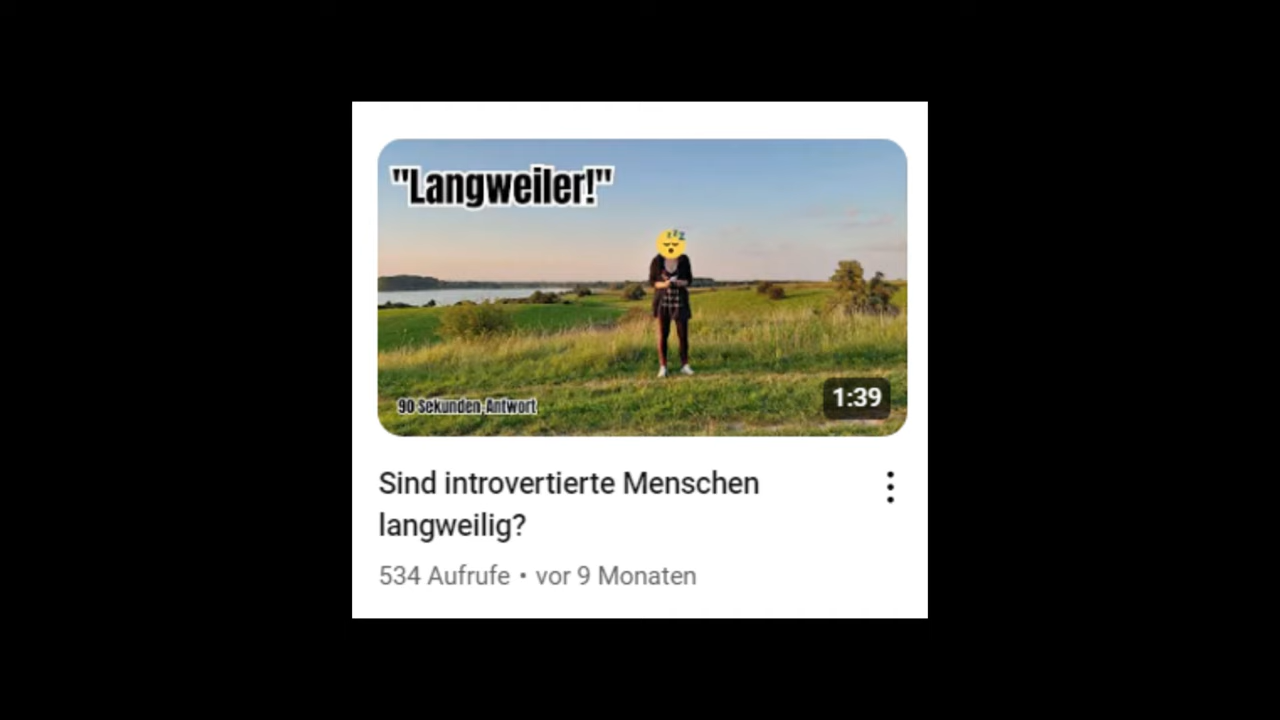 "Langweiler!"
90 Sekunden Antwort
1:39
Sind introvertierte Menschen
langweilig?
534 Aufrufe • vor 9 Monaten